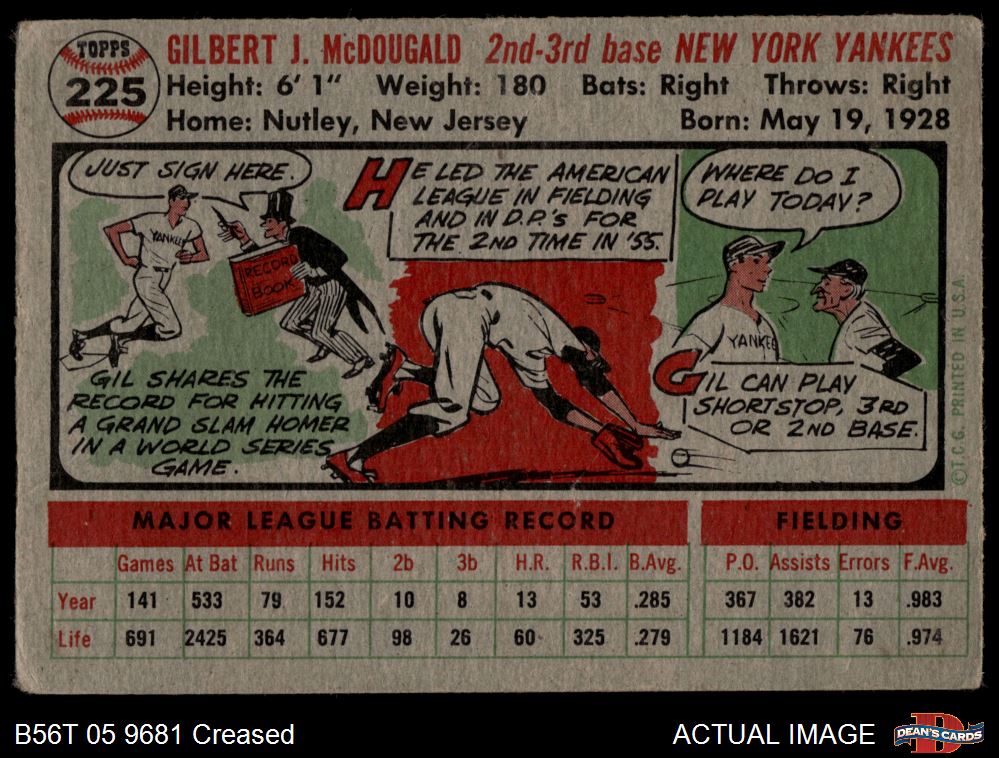 TOPPS
225
GILBERT J. McDOUGALD 2nd-3rd base NEW YORK YANKEES
Height: 6' 1" Weight: 180 Bats: Right Throws: Right
Home: Nutley, New Jersey Born: May 19, 1928
JUST SIGN HERE.
YANKEE
RECORD
BOOK
GIL SHARES THE
RECORD FOR HITTING
A GRAND SLAM HOMER
IN A WORLD SERIES
GAME.
HE LED THE AMERICAN
LEAGUE IN FIELDING
AND IN D.P.'s FOR
THE 2ND TIME IN '55.
WHERE DO I
PLAY TODAY?
YANKEE
GIL CAN PLAY
SHORTSTOP, 3RD
OR 2ND BASE.
© T.C.G. PRINTED IN U.S.A
MAJOR LEAGUE BATTING RECORD FIELDING
Games At Bat Runs Hits 2b 3b H.R. R.B.I. B.Avg. P.O. Assists Errors F.Avg.
Year 141 533 79 152 10 8 13 53 .285 367 382 13 .983
Life 691 2425 364 677 98 26 60 325 .279 1184 1621 76 .974
B56T 05 9681 Creased ACTUAL IMAGE
DEAN'S CARDS